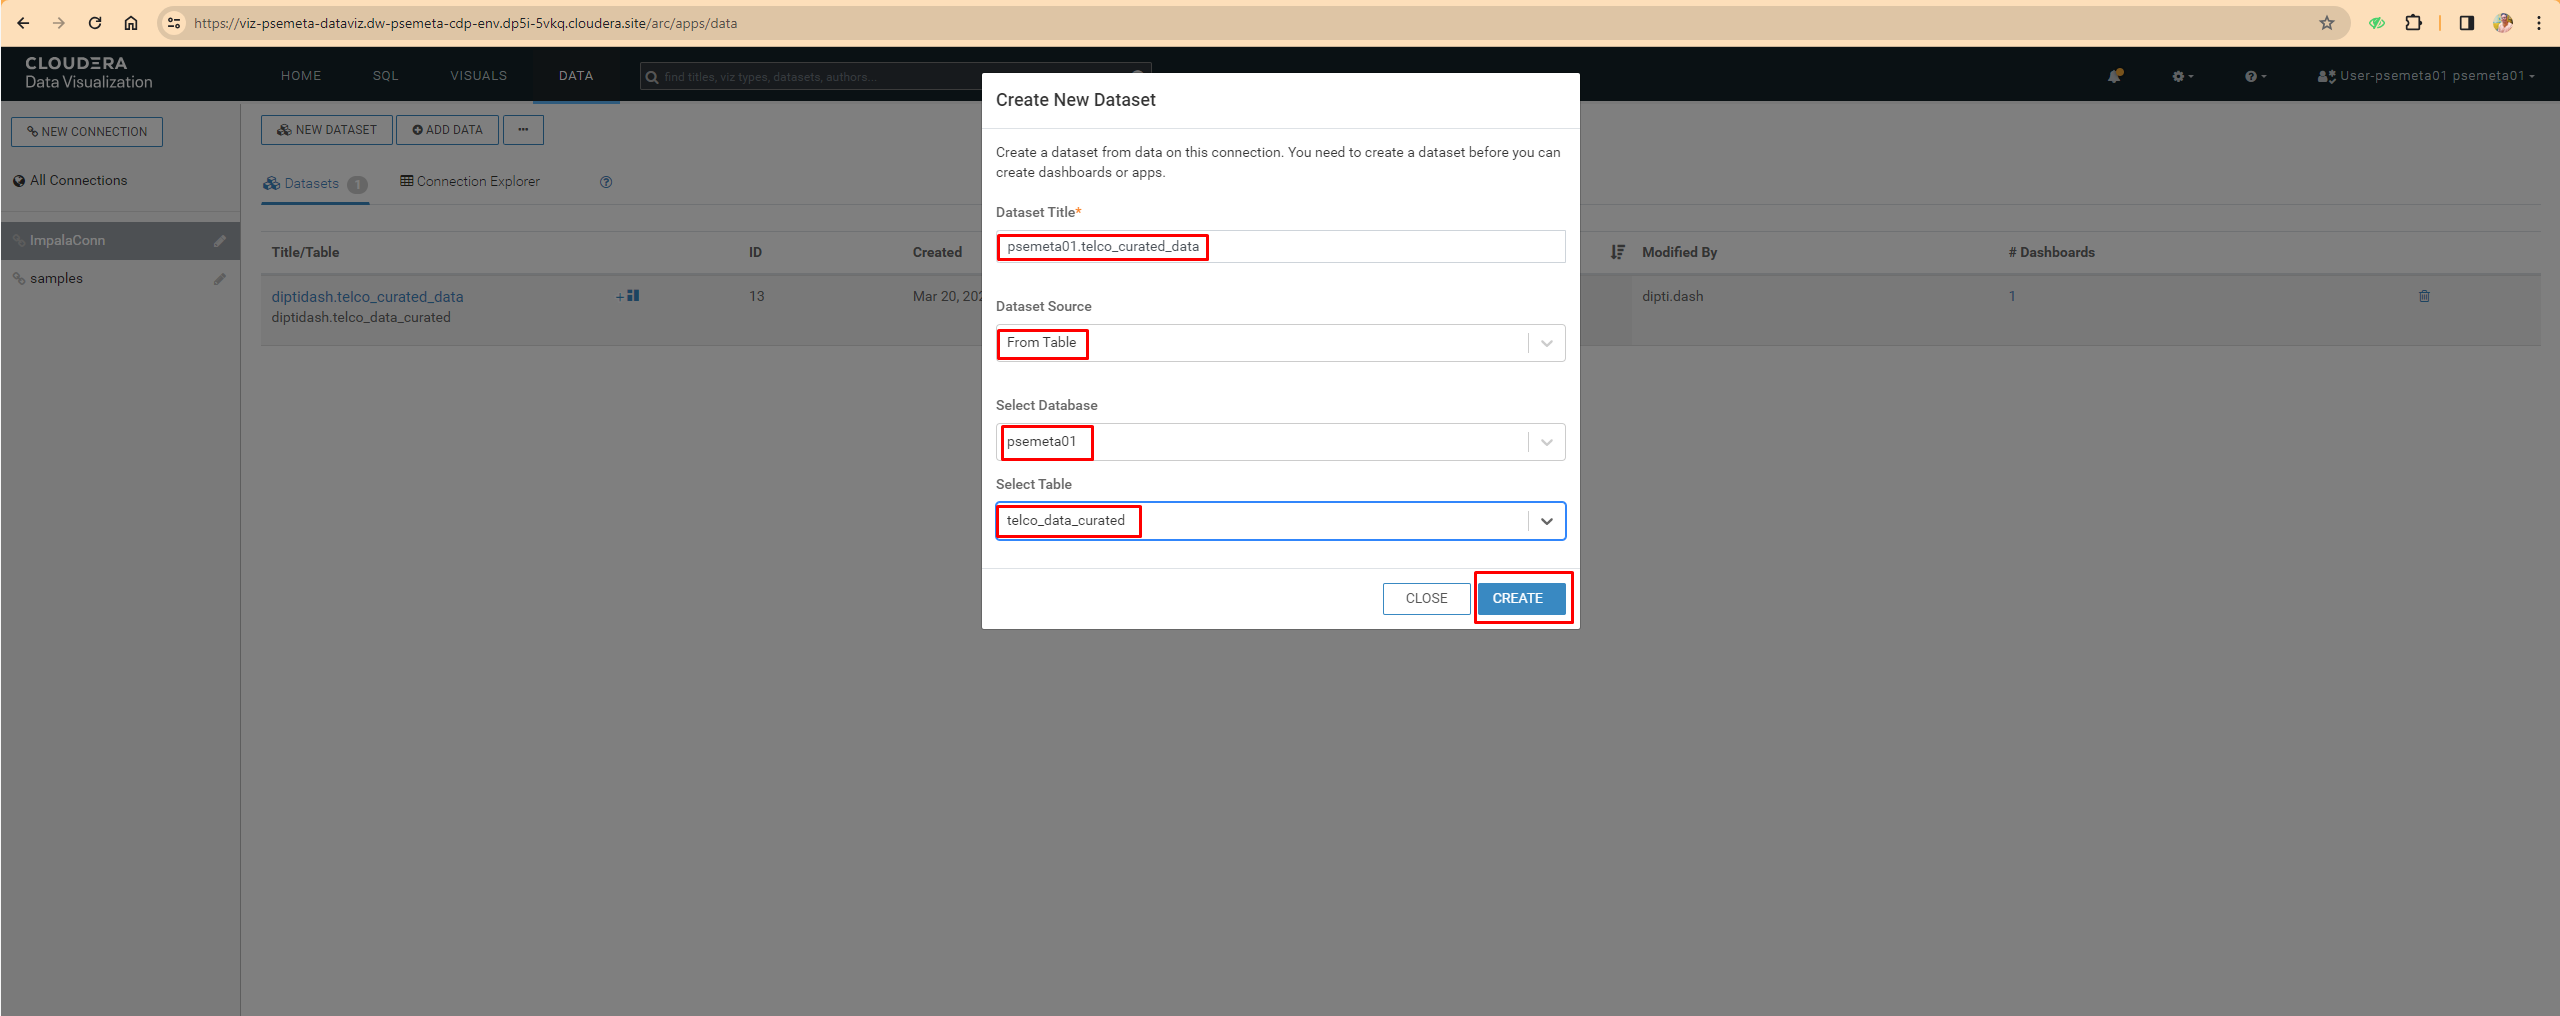 https://viz-psemeta-dataviz.dw-psemeta-cdp-env.dp5i-5vkq.cloudera.site/arc/apps/data
CLOUDERA
Data Visualization
HOME
SQL
VISUALS
DATA
find titles, viz types, datasets, authors...
User-psemeta01 psemeta01
NEW CONNECTION
All Connections
ImpalaConn
samples
NEW DATASET
ADD DATA
Datasets 1
Connection Explorer
Title/Table
ID
Created
Modified By
# Dashboards
diptidash.telco_curated_data
diptidash.telco_data_curated
13
Mar 20, 202
dipti.dash
1
Create New Dataset
Create a dataset from data on this connection. You need to create a dataset before you can
create dashboards or apps.
Dataset Title*
psemeta01.telco_curated_data
Dataset Source
From Table
Select Database
psemeta01
Select Table
telco_data_curated
CLOSE
CREATE